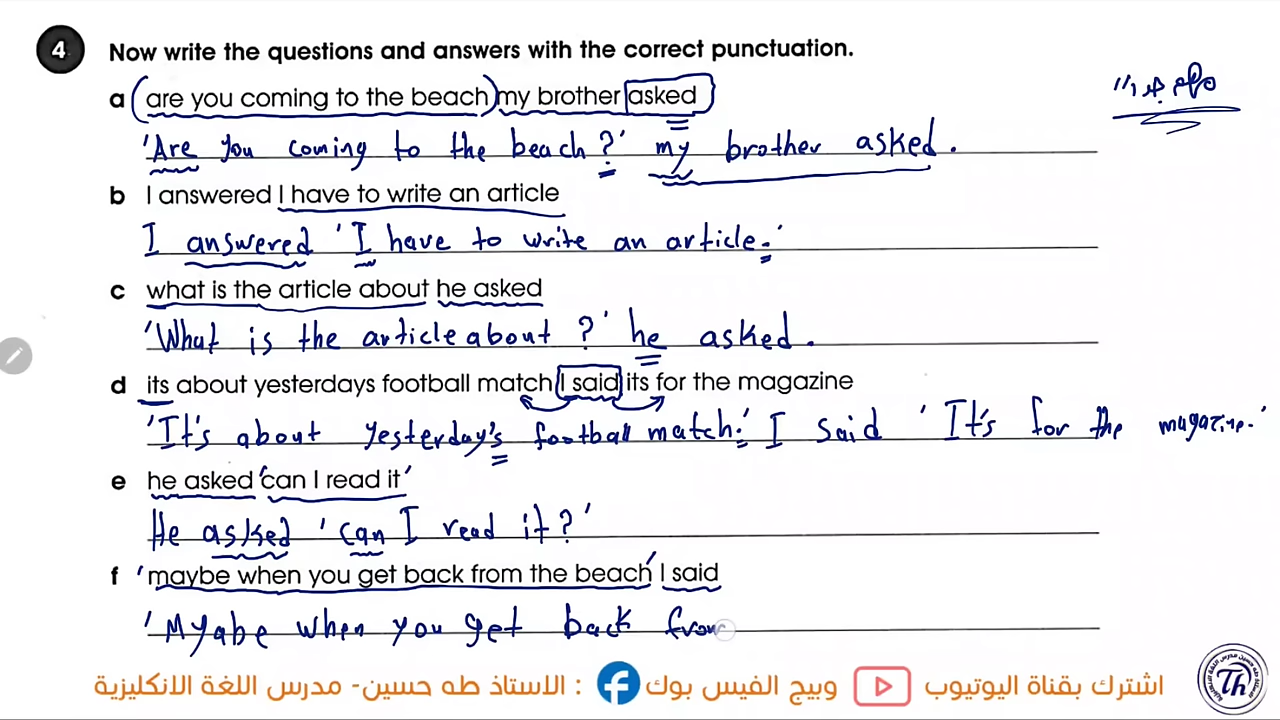 4 Now write the questions and answers with the correct punctuation.
a (are you coming to the beach) my brother asked
'Are you coming to the beach?' my brother asked.
b I answered I have to write an article
I answered 'I have to write an article.'
c what is the article about he asked
'What is the article about?' he asked.
d its about yesterdays football match I said its for the magazine
'It's about yesterday's football match.' I said 'It's for the magazine.'
e he asked 'can I read it'
He asked 'can I read it?'
f 'maybe when you get back from the beach' I said
'Myabe when you get back from
اشترك بقناة اليوتيوب وبيج الفيس بوك : الاستاذ طه حسين- مدرس اللغة الانكليزية
Th